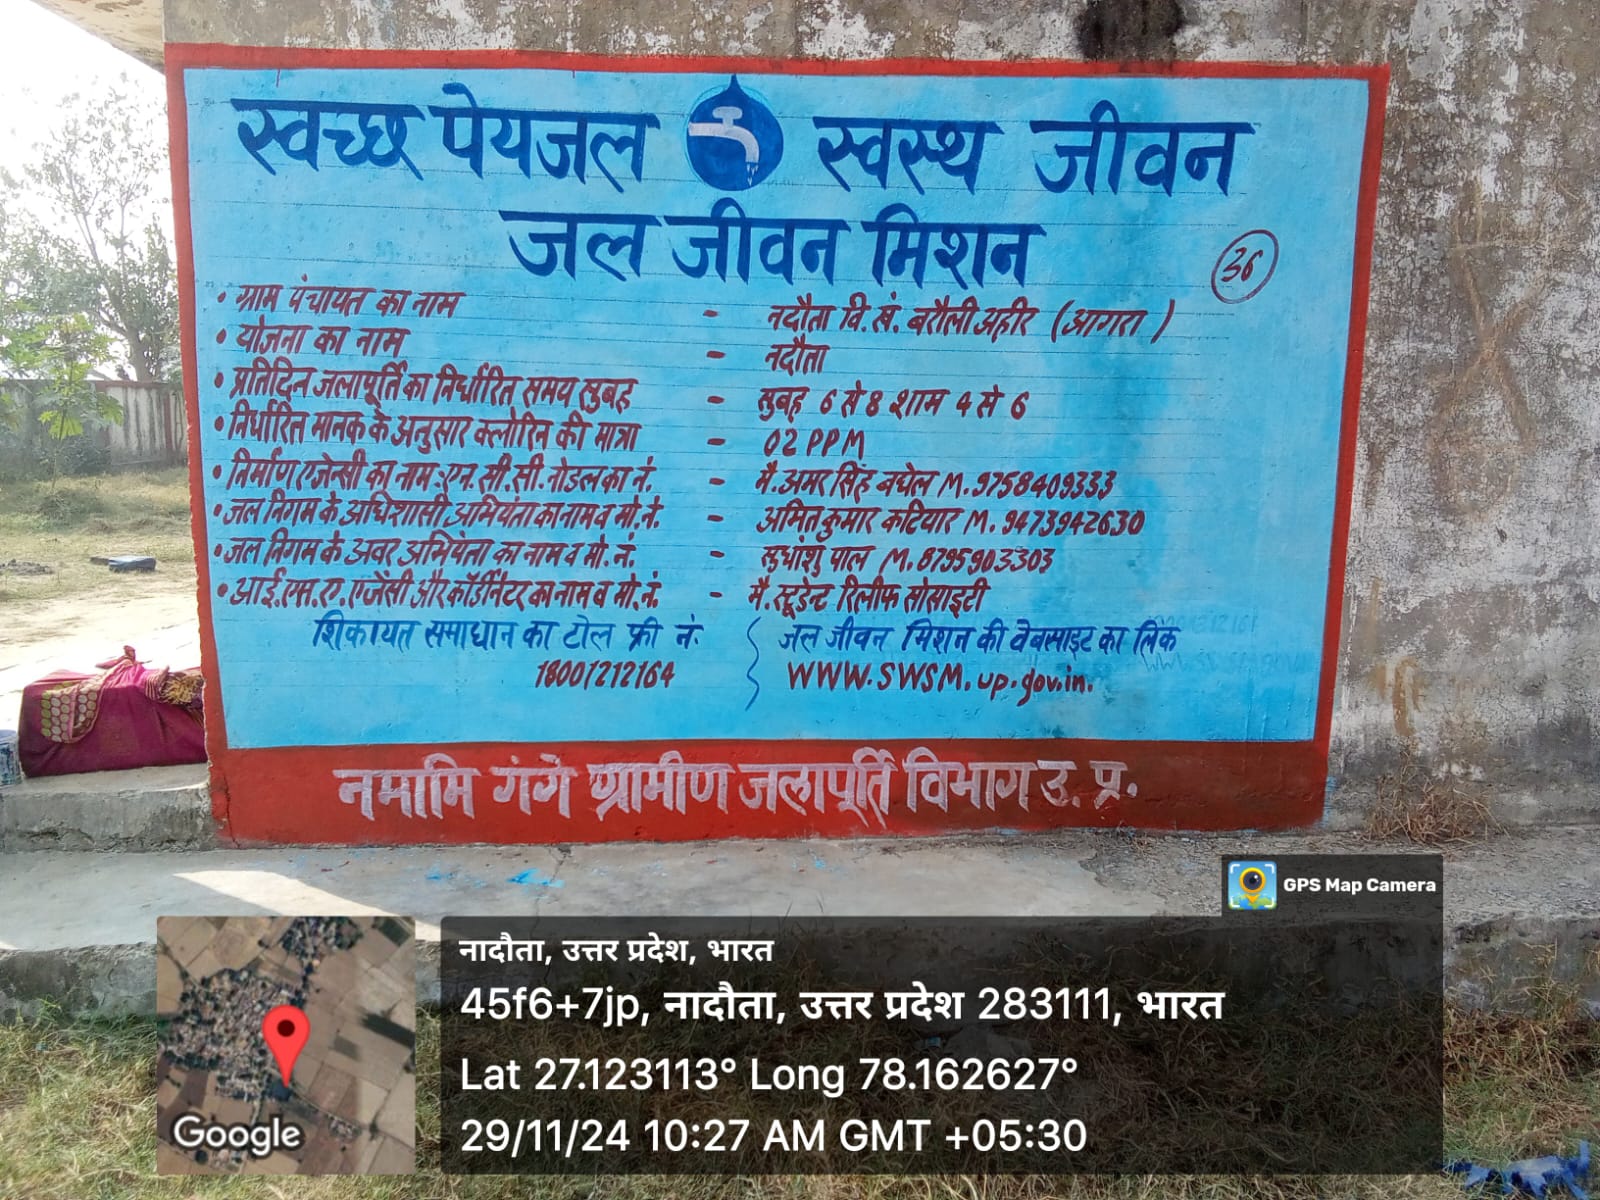 स्वच्छ पेयजल स्वस्थ जीवन
जल जीवन मिशन
36
• ग्राम पंचायत का नाम - नदौता वि.खं. बरौली अहीर (आगरा)
• योजना का नाम - नदौता
• प्रतिदिन जलापूर्ति का निर्धारित समय सुबह - सुबह 6 से 8 शाम 4 से 6
• निर्धारित मानक के अनुसार क्लोरिन की मात्रा - 02 PPM
• निर्माण एजेन्सी का नाम:एन.सी.सी.नोडल का नं. - मै.अमर सिंह बघेल M.9758409333
• जल निगम के अधिशासी अभियंता का नाम व मो.नं. - अमित कुमार कटियार M. 9473942630
• जल निगम के अवर अभियंता का नाम व मो.नं. - सुधांशु पाल M.8795903303
• आई.एस.ए.एजेंसी और कॉर्डिनेटर का नाम व मो.नं. - मै.स्टूडेन्ट रिलीफ सोसाइटी
शिकायत समाधान का टोल फ्री नं. जल जीवन मिशन की वेबसाइट का लिंक
18001212164 WWW.SWSM.up.gov.in.
नमामि गंगे ग्रामीण जलापूर्ति विभाग उ. प्र.
GPS Map Camera
नादौता, उत्तर प्रदेश, भारत
45f6+7jp, नादौता, उत्तर प्रदेश 283111, भारत
Lat 27.123113° Long 78.162627°
29/11/24 10:27 AM GMT +05:30
Google